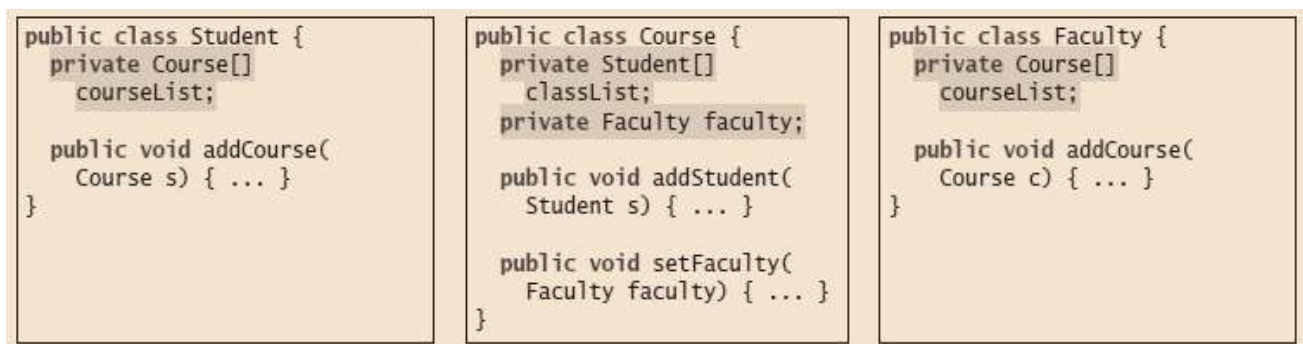 public class Student {
private Course[]
courseList;
public void addCourse(
Course s) { ... }
}
public class Course {
private Student[]
classList;
private Faculty faculty;
public void addStudent(
Student s) { ... }
public void setFaculty(
Faculty faculty) { ... }
}
public class Faculty {
private Course[]
courseList;
public void addCourse(
Course c) { ... }
}